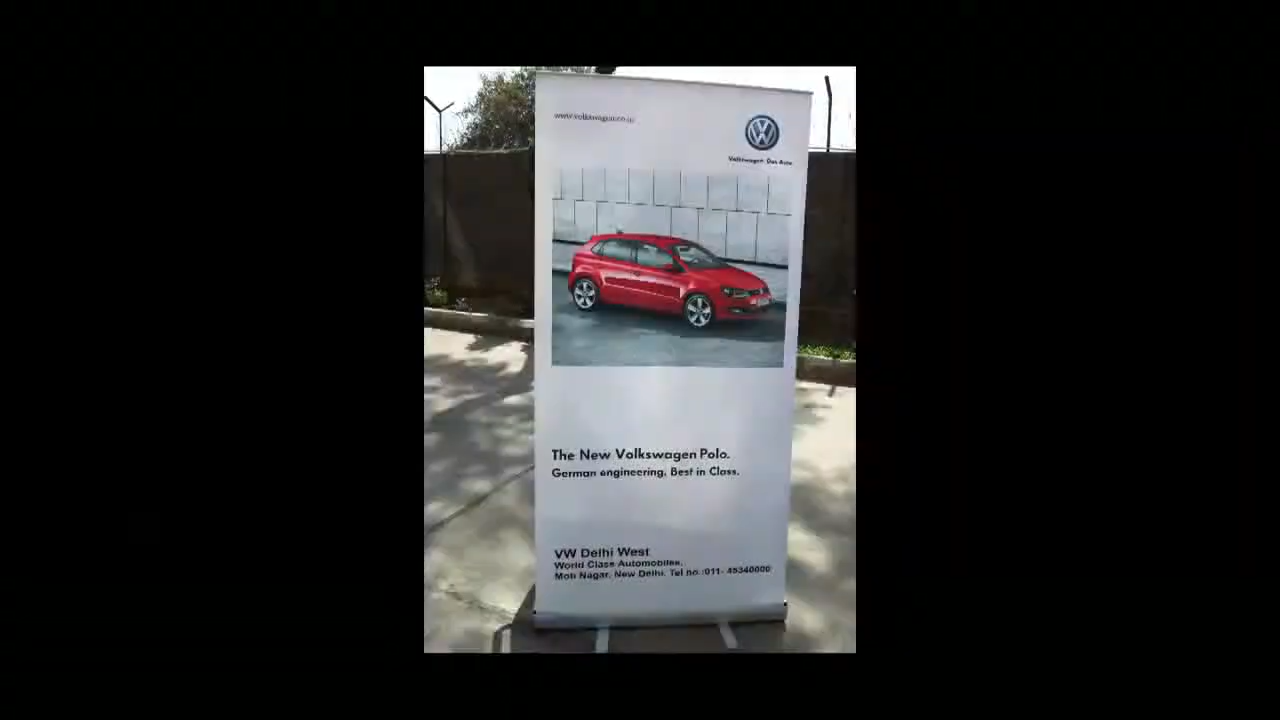 www.volkswagen.co.in
Volkswagen. Das Auto.
The New Volkswagen Polo.
German engineering. Best in Class.
VW Delhi West
World Class Automobiles.
Moti Nagar, New Delhi. Tel no.:011- 45340000